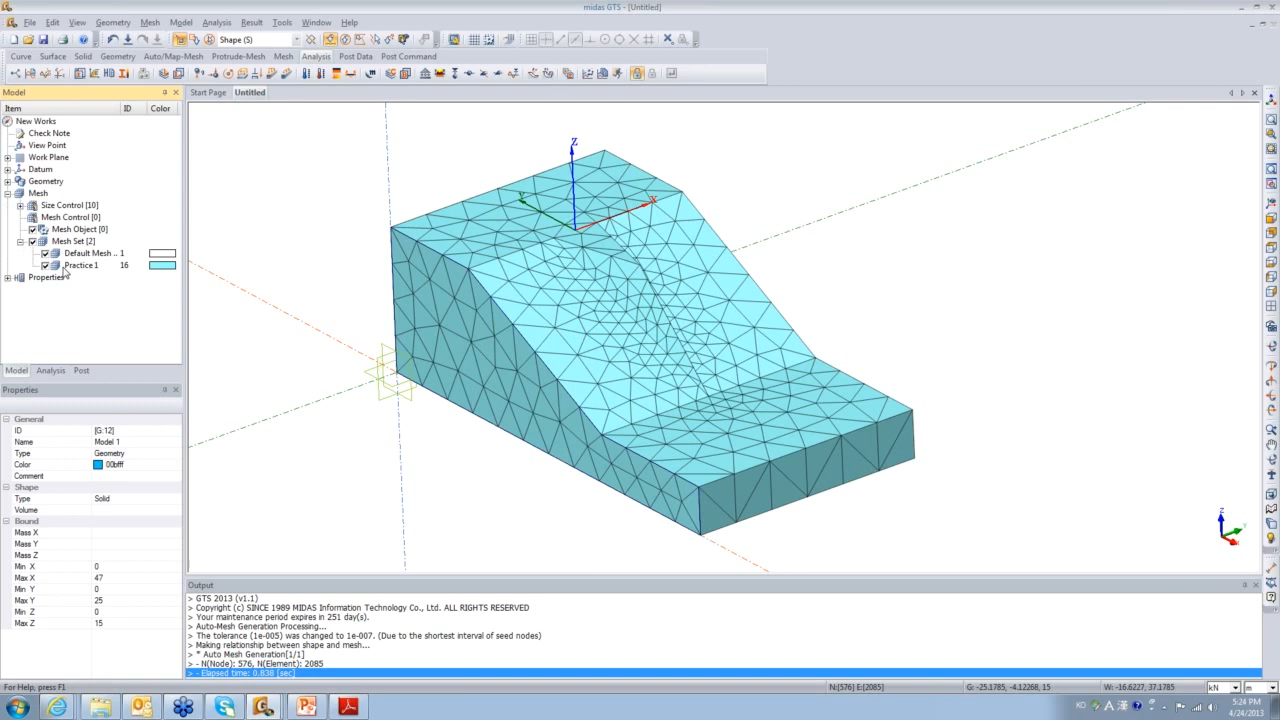 midas GTS - [Untitled]
File Edit View Geometry Mesh Model Analysis Result Tools Window Help
Shape (S)
Curve Surface Solid Geometry Auto/Map-Mesh Protrude-Mesh Mesh Analysis Post Data Post Command
Model
Start Page Untitled
Item ID Color
New Works
Check Note
View Point
Work Plane
Datum
Geometry
Mesh
Size Control [10]
Mesh Control [0]
Mesh Object [0]
Mesh Set [2]
Default Mesh .. 1
Practice 1 16
Properties
Z
Y
X
Model Analysis Post
Properties
General
ID [G:12]
Name Model 1
Type Geometry
Color 00bfff
Comment
Shape
Type Solid
Volume
Bound
Mass X
Mass Y
Mass Z
Min X 0
Max X 47
Min Y 0
Max Y 25
Min Z 0
Max Z 15
Z
Y
X
Output
> GTS 2013 (v1.1)
> Copyright (c) SINCE 1989 MIDAS Information Technology Co., Ltd. ALL RIGHTS RESERVED
> Your maintenance period expires in 251 day(s).
> Auto-Mesh Generation Processing...
> The tolerance (1e-005) was changed to 1e-007. (Due to the shortest interval of seed nodes)
> Making relationship between shape and mesh...
> * Auto Mesh Generation[1/1]
> - N(Node): 576, N(Element): 2085
> - Elapsed time: 0.838 [sec]
For Help, press F1
N:[576] E:[2085] G: -25.1785, -4.12268, 15 W: -16.6227, 37.1785 kN m
KO A 漢
5:24 PM
4/24/2013